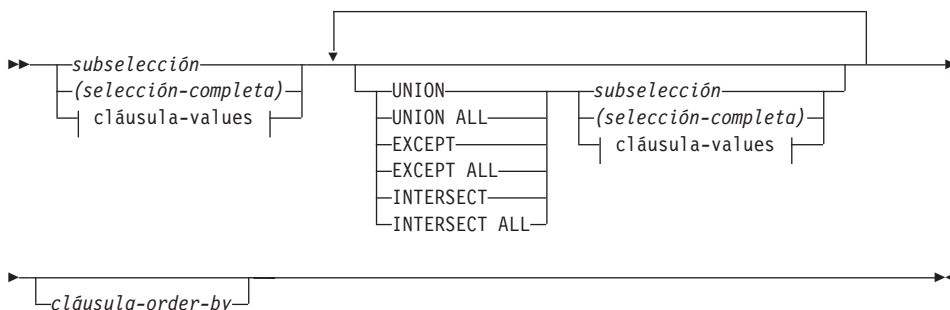 subselección
(selección-completa)
cláusula-values
UNION
UNION ALL
EXCEPT
EXCEPT ALL
INTERSECT
INTERSECT ALL
subselección
(selección-completa)
cláusula-values
cláusula-order-by